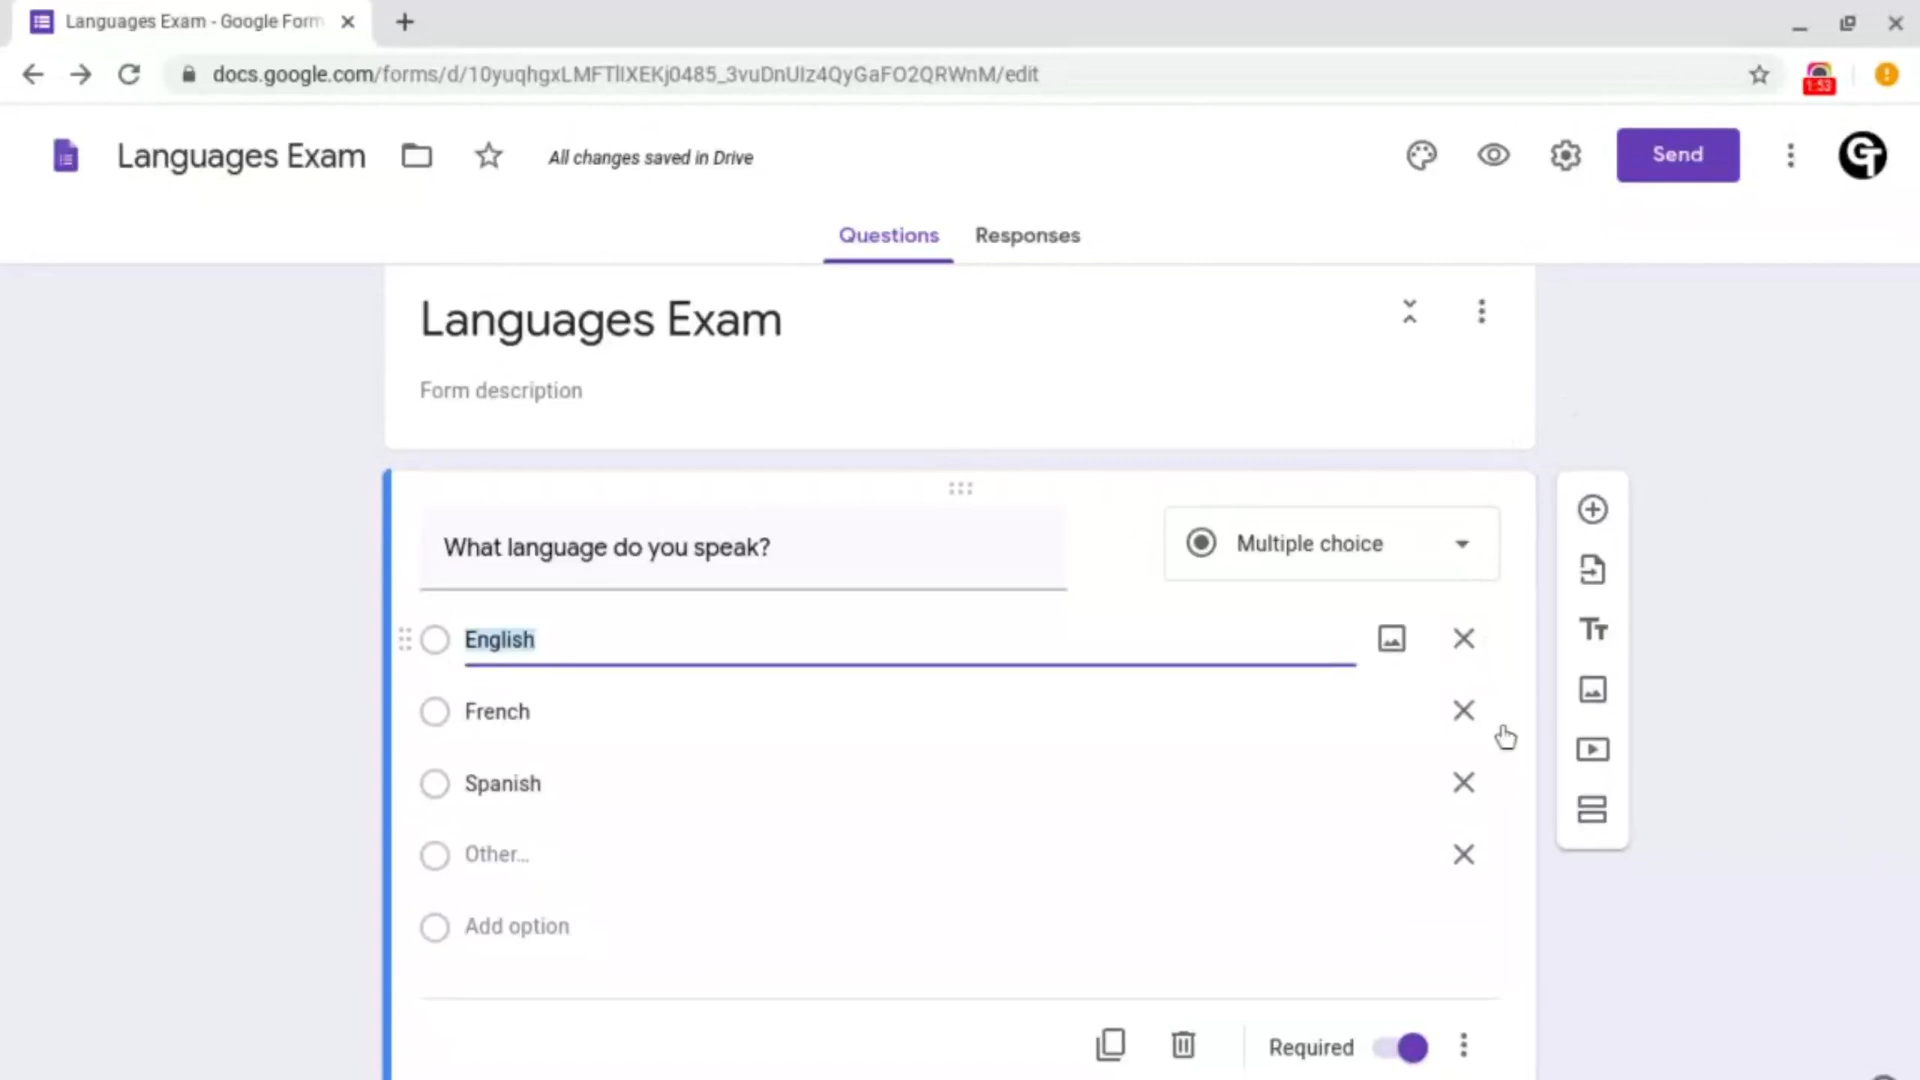 Languages Exam - Google Form
docs.google.com/forms/d/10yuqhgxLMFTlIXEKj0485_3vuDnUIz4QyGaFO2QRWnM/edit
1:53
Languages Exam
All changes saved in Drive
Send
Questions
Responses
Languages Exam
Form description
What language do you speak?
Multiple choice
English
French
Spanish
Other...
Add option
Required